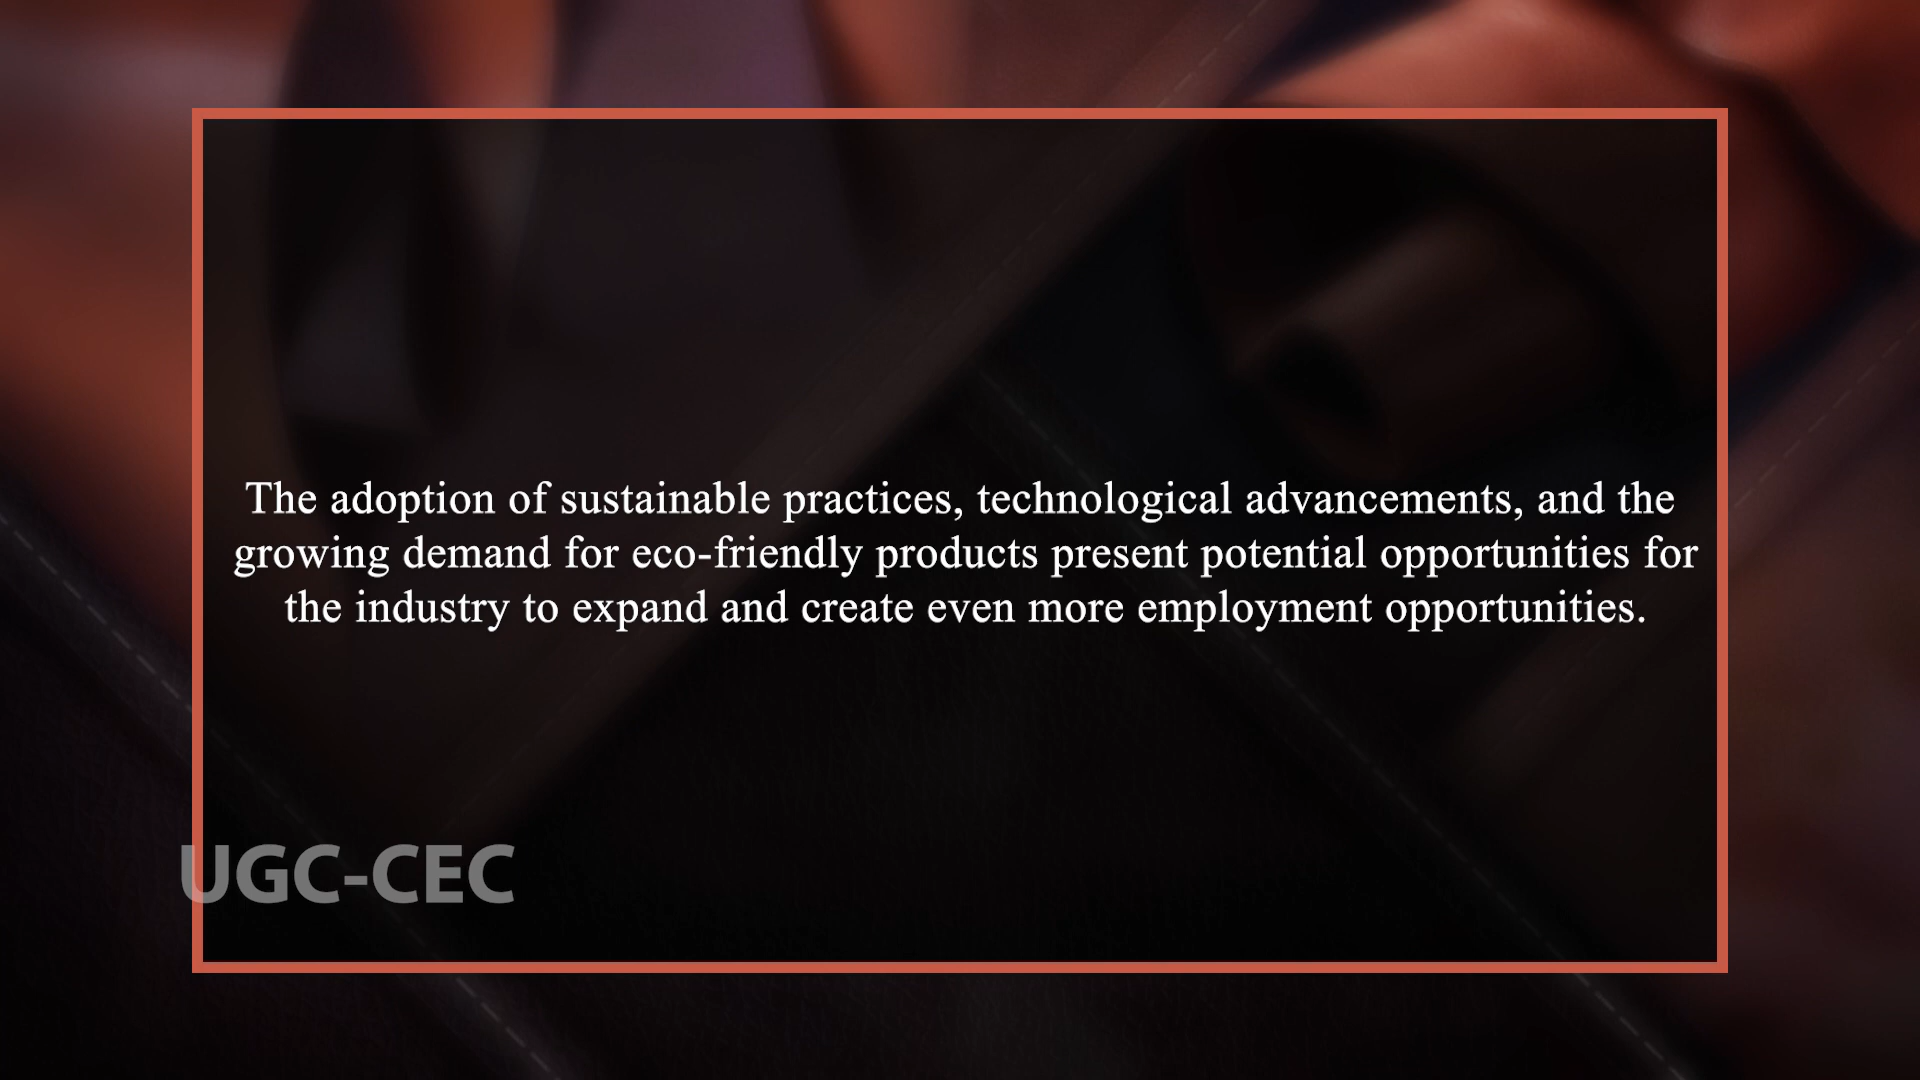 The adoption of sustainable practices, technological advancements, and the
growing demand for eco-friendly products present potential opportunities for
the industry to expand and create even more employment opportunities.
UGC-CEC